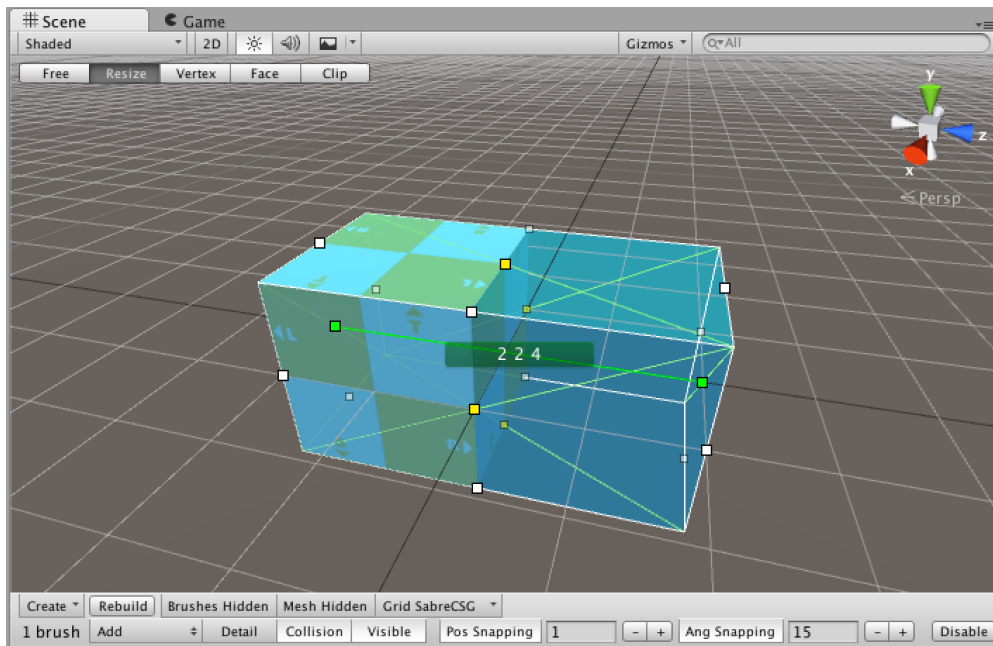 Scene Game
Shaded 2D Gizmos All
Free Resize Vertex Face Clip
y
z
x
Persp
2 2 4
Create Rebuild Brushes Hidden Mesh Hidden Grid SabreCSG
1 brush Add Detail Collision Visible Pos Snapping 1 - + Ang Snapping 15 - + Disable